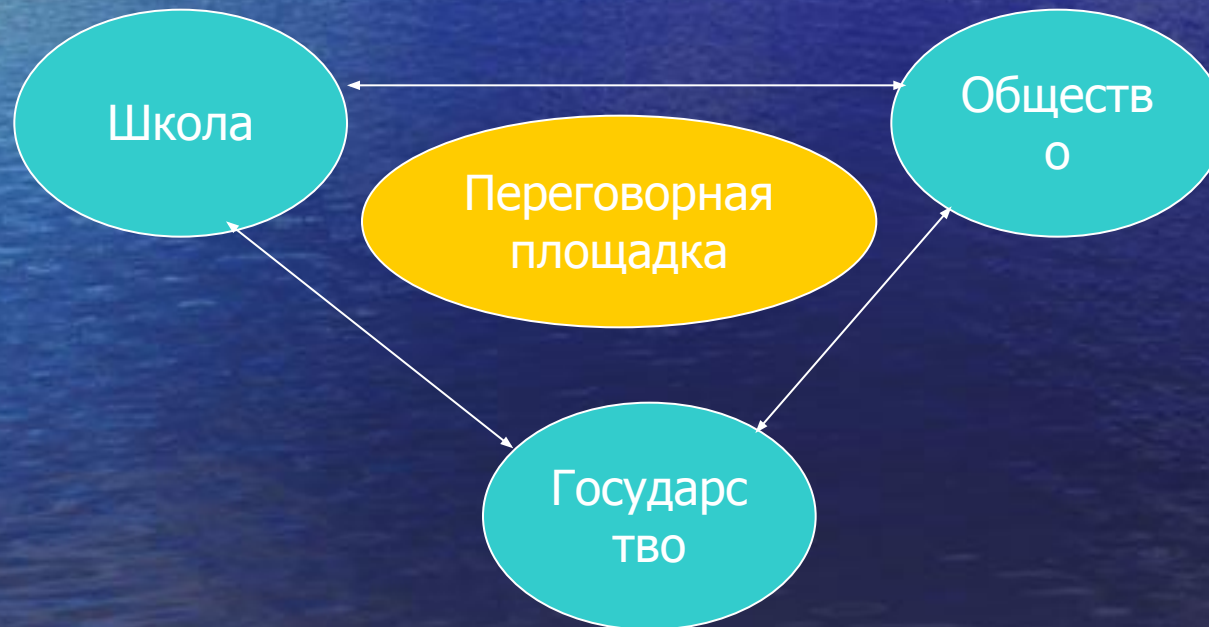 Школа
Обществ
о
Переговорная
площадка
Государс
тво